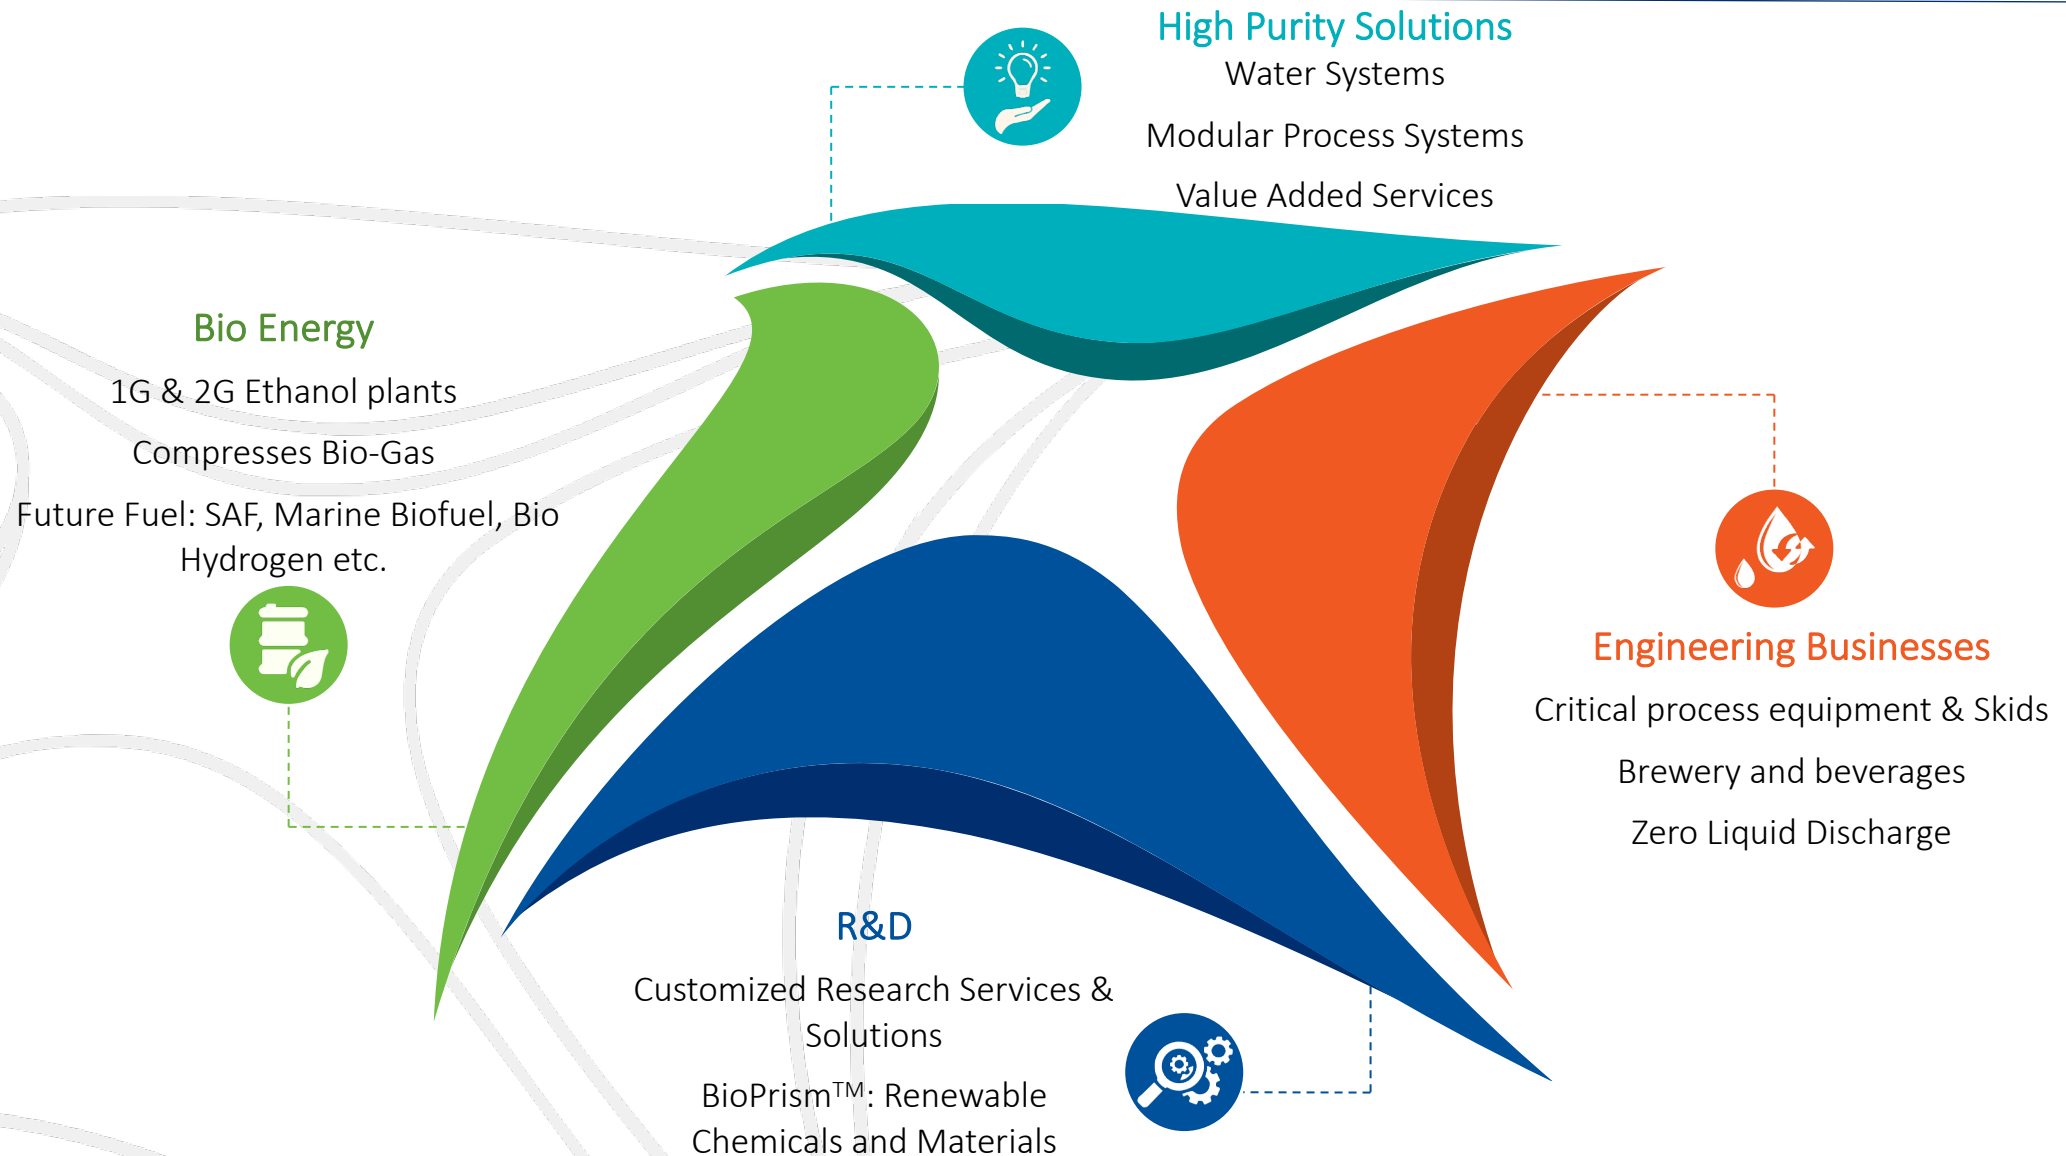 High Purity Solutions
Water Systems
Modular Process Systems
Value Added Services
Bio Energy
1G & 2G Ethanol plants
Compresses Bio-Gas
Future Fuel: SAF, Marine Biofuel, Bio
Hydrogen etc.
Engineering Businesses
Critical process equipment & Skids
Brewery and beverages
Zero Liquid Discharge
R&D
Customized Research Services &
Solutions
BioPrism™: Renewable
Chemicals and Materials